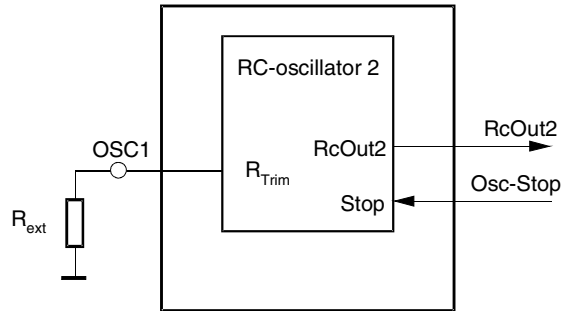 RC-oscillator 2
RcOut2
OSC1
RcOut2
R_Trim
Osc-Stop
Stop
R_ext